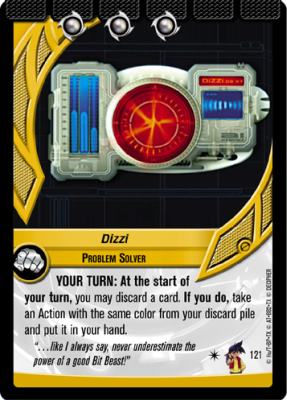 DIZZI
Dizzi
PROBLEM SOLVER
YOUR TURN: At the start of
your turn, you may discard a card. If you do, take
an Action with the same color from your discard pile
and put it in your hand.
"...like I always say, never underestimate the
power of a good Bit Beast!"
121